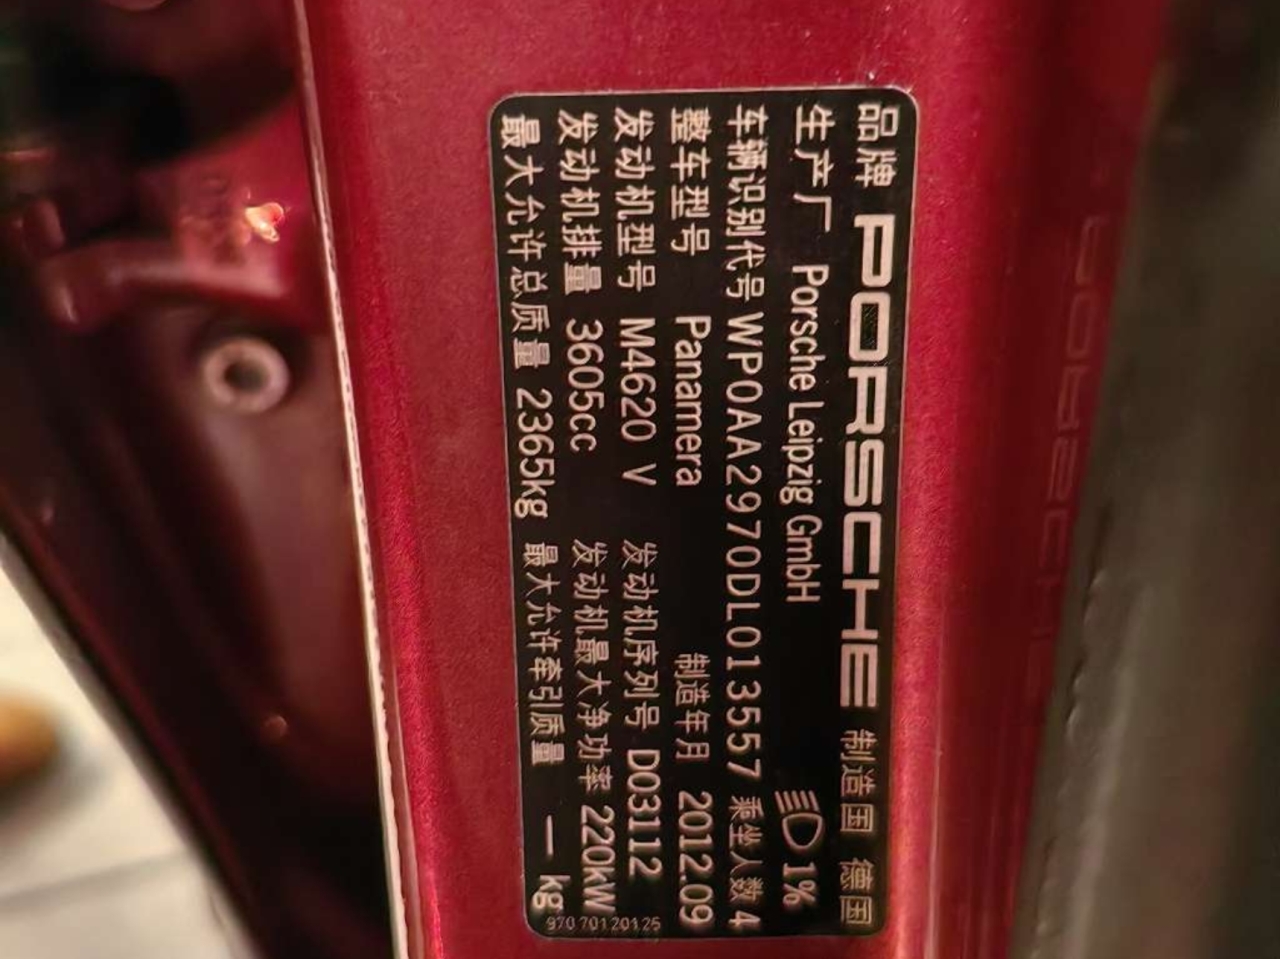 品牌 PORSCHE 制造国 德国
生产厂 Porsche Leipzig GmbH 1%
车辆识别代号 WP0AA2970DL013557 乘坐人数 4
整车型号 Panamera 制造年月 2012.09
发动机型号 M4620 V 发动机序列号 D03112
发动机排量 3605cc 发动机最大净功率 220kW
最大允许总质量 2365kg 最大允许牵引质量 — kg
970 701 201 25